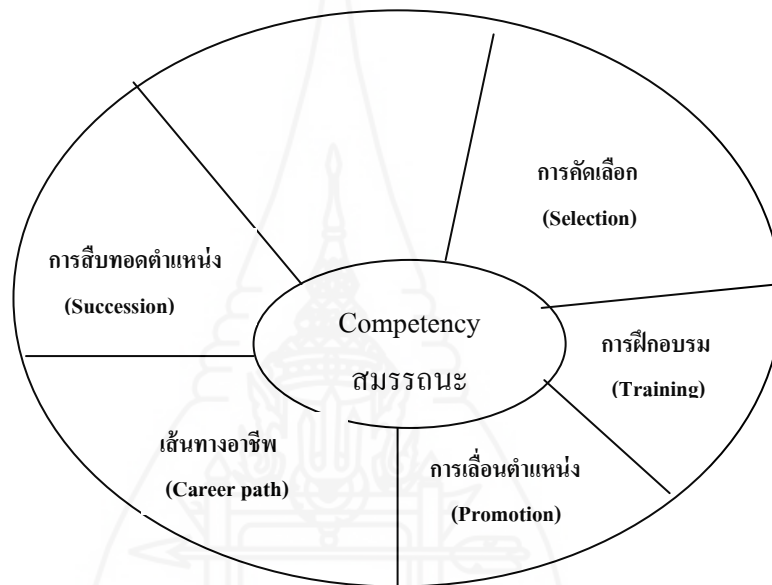 การคัดเลือก
(Selection)
การสืบทอดตำแหน่ง
(Succession)
Competency
สมรรถนะ
การฝึกอบรม
(Training)
เส้นทางอาชีพ
(Career path)
การเลื่อนตำแหน่ง
(Promotion)